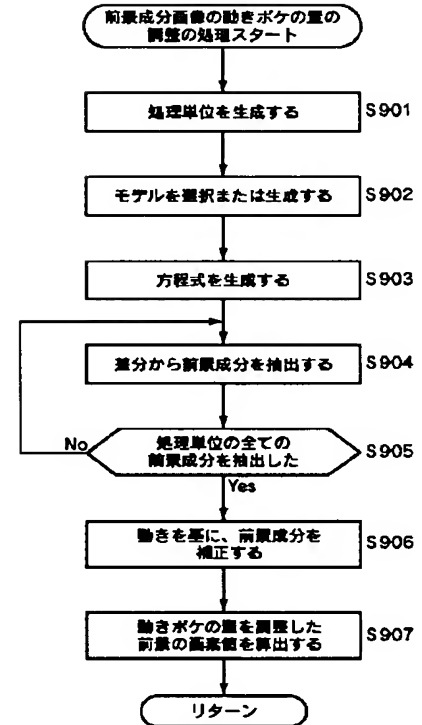 前景成分画像の動きボケの量の
調整の処理スタート
処理単位を生成する
S901
モデルを選択または生成する
S902
方程式を生成する
S903
差分から前景成分を抽出する
S904
処理単位の全ての
前景成分を抽出した
S905
No
Yes
動きを基に、前景成分を
補正する
S906
動きボケの量を調整した
前景の画素値を算出する
S907
リターン